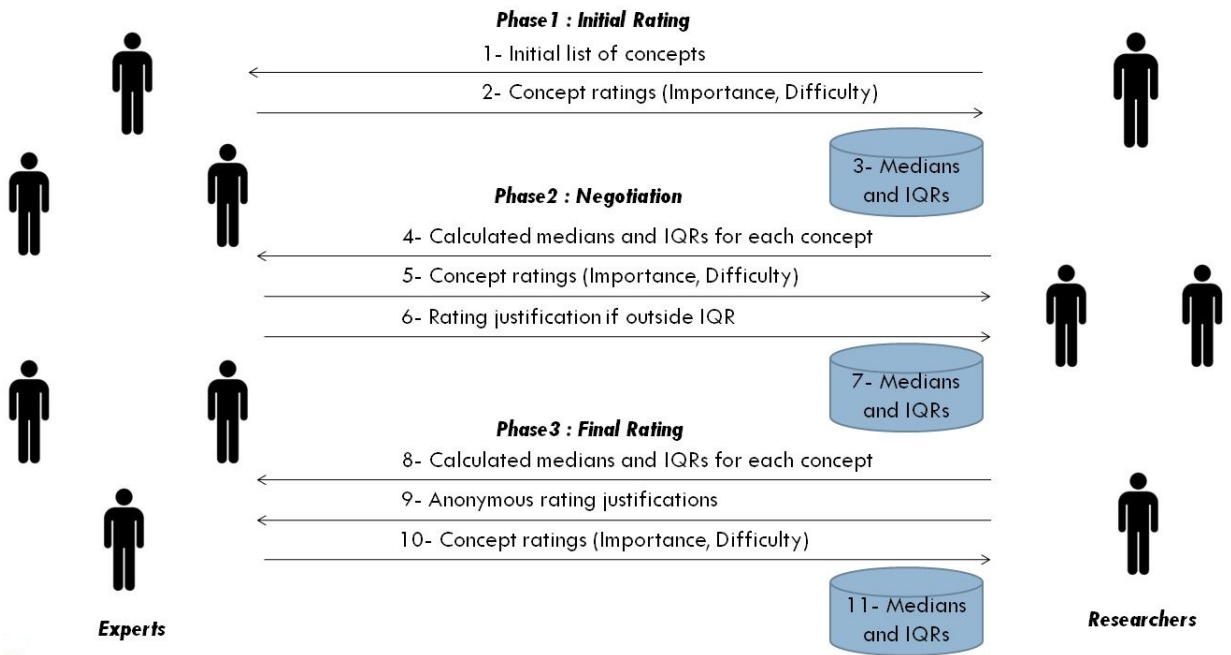 Phase1 : Initial Rating
1- Initial list of concepts
2- Concept ratings (Importance, Difficulty)
3- Medians
and IQRs
Phase2 : Negotiation
4- Calculated medians and IQRs for each concept
5- Concept ratings (Importance, Difficulty)
6- Rating justification if outside IQR
7- Medians
and IQRs
Phase3 : Final Rating
8- Calculated medians and IQRs for each concept
9- Anonymous rating justifications
10- Concept ratings (Importance, Difficulty)
11- Medians
and IQRs
Experts
Researchers